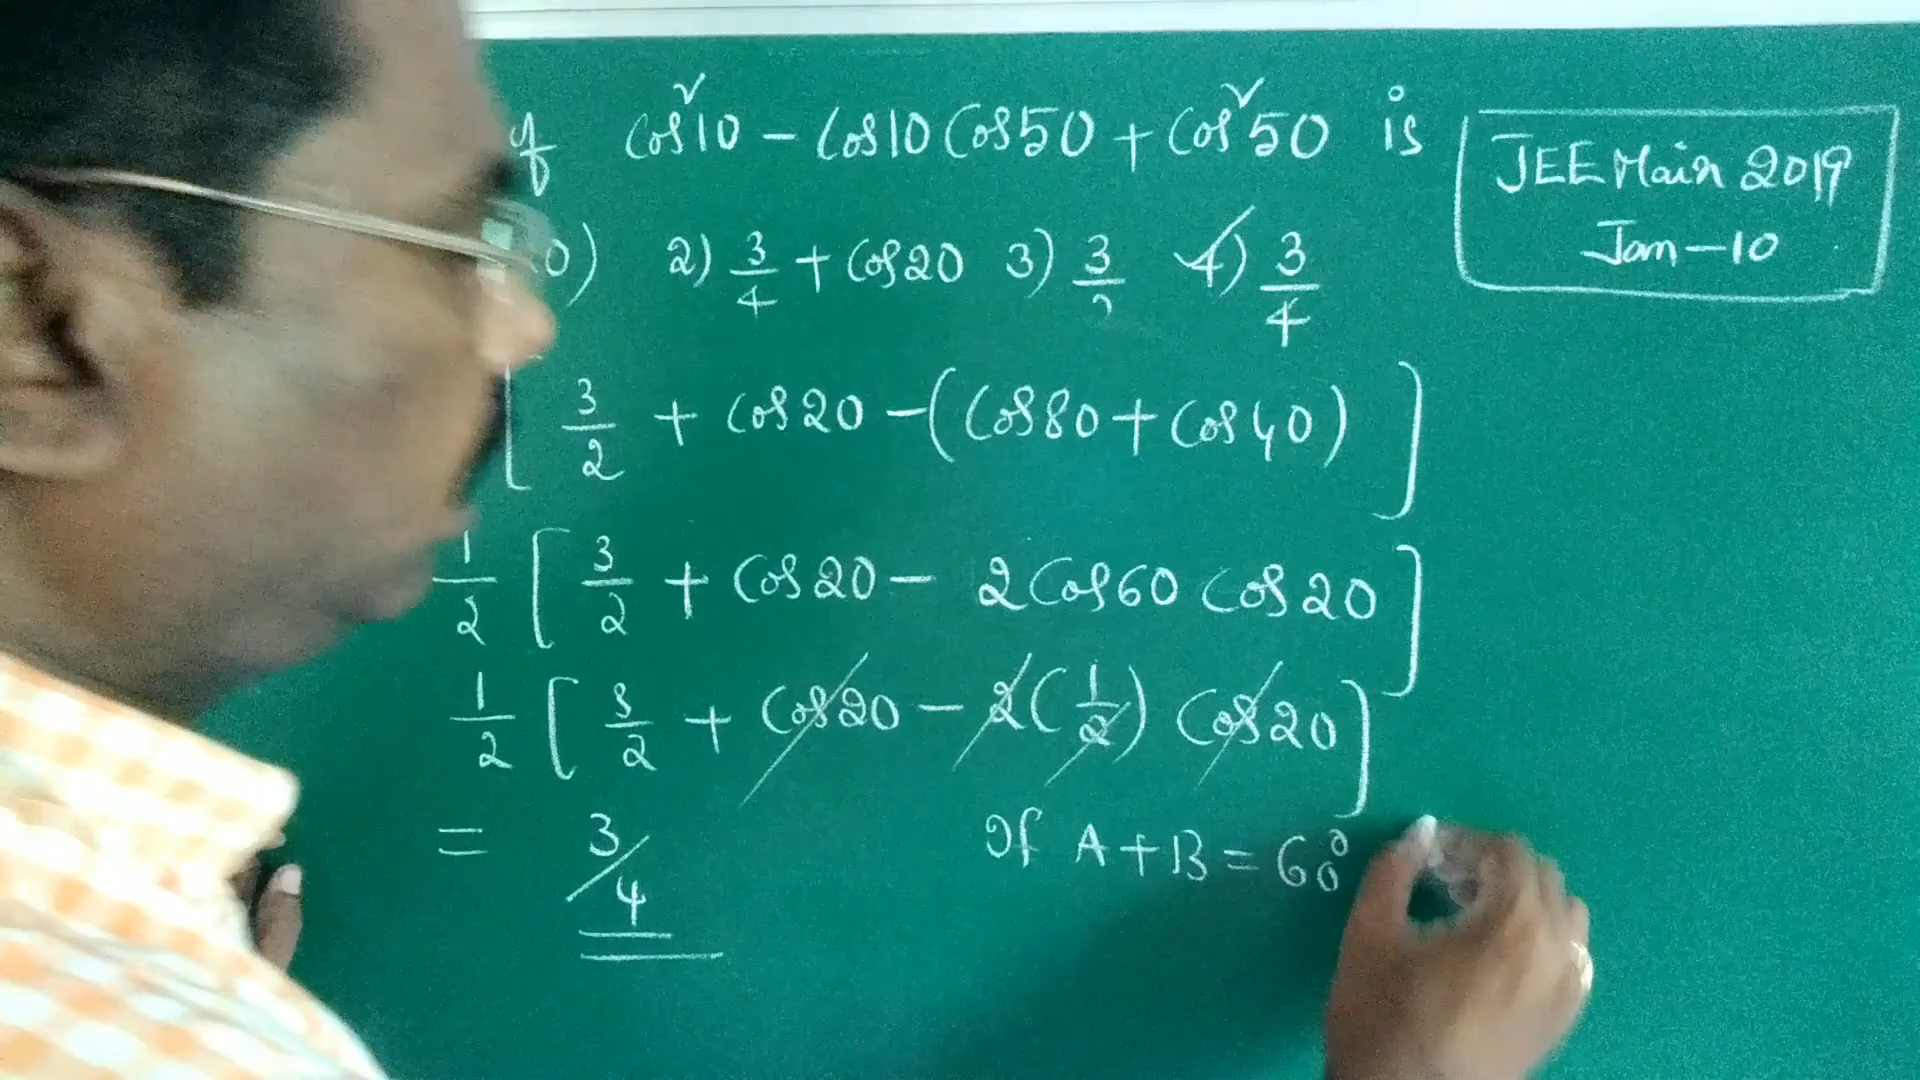 of cos²10 - cos10 cos50 + cos²50 is
JEE Main 2019
Jan-10
0) 2) 3/4 + cos20 3) 3/2 4) 3/4
[ 3/2 + cos20 - (cos80 + cos40) ]
1/2 [ 3/2 + cos20 - 2cos60 cos20 ]
1/2 [ 3/2 + cos20 - 2(1/2) cos20 ]
= 3/4
If A+B = 60°